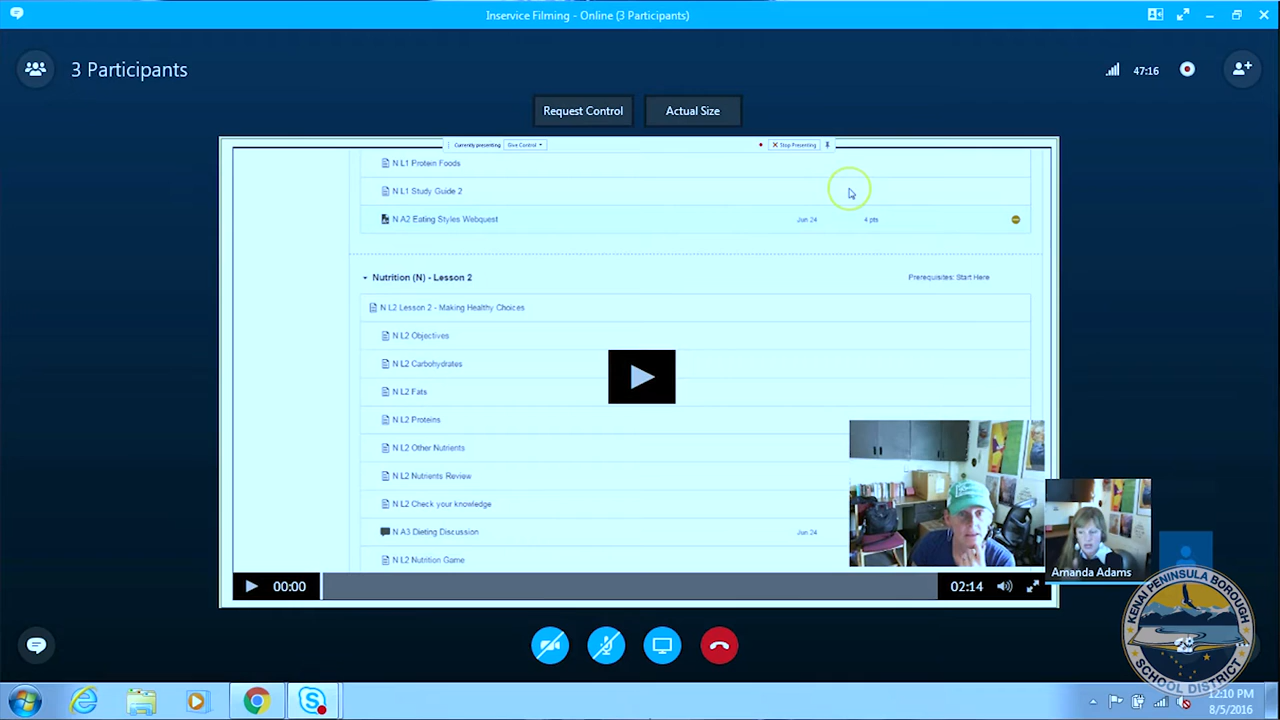 Inservice Filming - Online (3 Participants)
3 Participants
47:16
Request Control
Actual Size
Currently presenting
Give Control
Stop Presenting
N L1 Protein Foods
N L1 Study Guide 2
N A2 Eating Styles Webquest
Jun 24
4 pts
Nutrition (N) - Lesson 2
Prerequisites: Start Here
N L2 Lesson 2 - Making Healthy Choices
N L2 Objectives
N L2 Carbohydrates
N L2 Fats
N L2 Proteins
N L2 Other Nutrients
N L2 Nutrients Review
N L2 Check your knowledge
N A3 Dieting Discussion
Jun 24
N L2 Nutrition Game
Amanda Adams
00:00
02:14
KENAI PENINSULA BOROUGH
SCHOOL DISTRICT
12:10 PM
8/5/2016